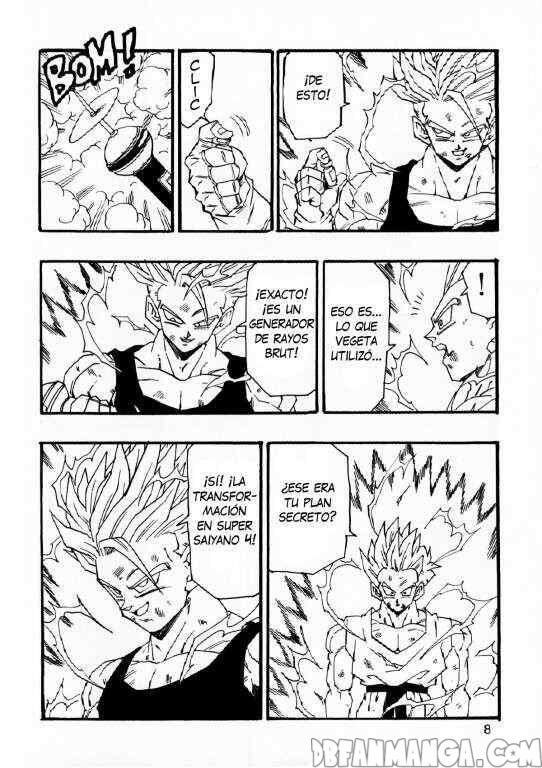 ¡DE
ESTO!
CLIC
BOM!
!
ESO ES...
LO QUE
VEGETA
UTILIZÓ...
¡EXACTO!
¡ES UN
GENERADOR
DE RAYOS
BRUT!
¿ESE ERA
TU PLAN
SECRETO?
¡SÍ! ¡LA
TRANSFOR-
MACIÓN
EN SUPER
SAIYANO 4!
8
DBFANMANGA.COM